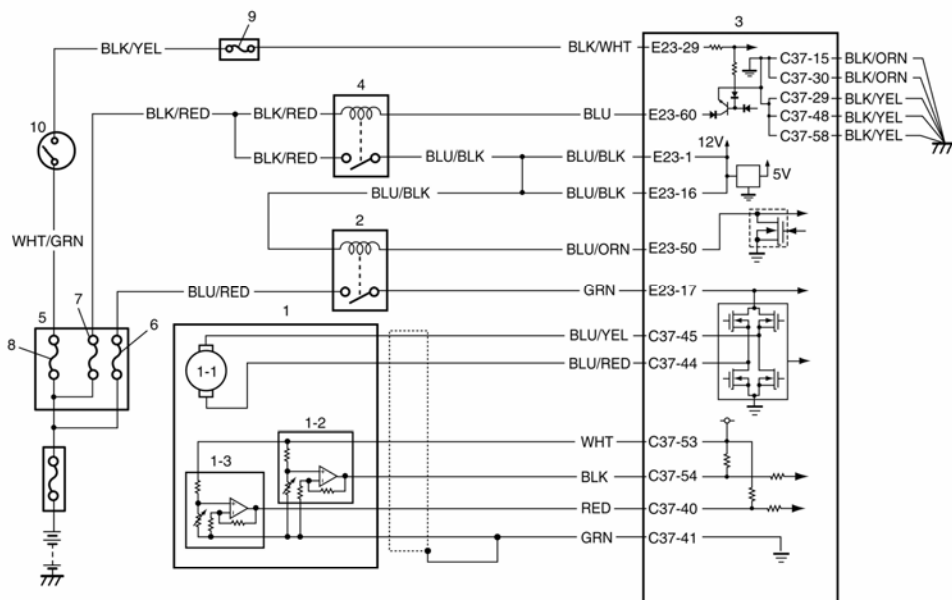 9 3
BLK/YEL BLK/WHT E23-29 C37-15 BLK/ORN
C37-30 BLK/ORN
4 C37-29 BLK/YEL
10 BLK/RED BLK/RED BLU E23-60 C37-48 BLK/YEL
C37-58 BLK/YEL
12V
BLK/RED BLU/BLK BLU/BLK E23-1
5V
BLU/BLK BLU/BLK E23-16
2
WHT/GRN BLU/ORN E23-50
BLU/RED GRN E23-17
5 7 6 1
8 BLU/YEL C37-45
1-1 BLU/RED C37-44
1-2 WHT C37-53
1-3 BLK C37-54
RED C37-40
GRN C37-41